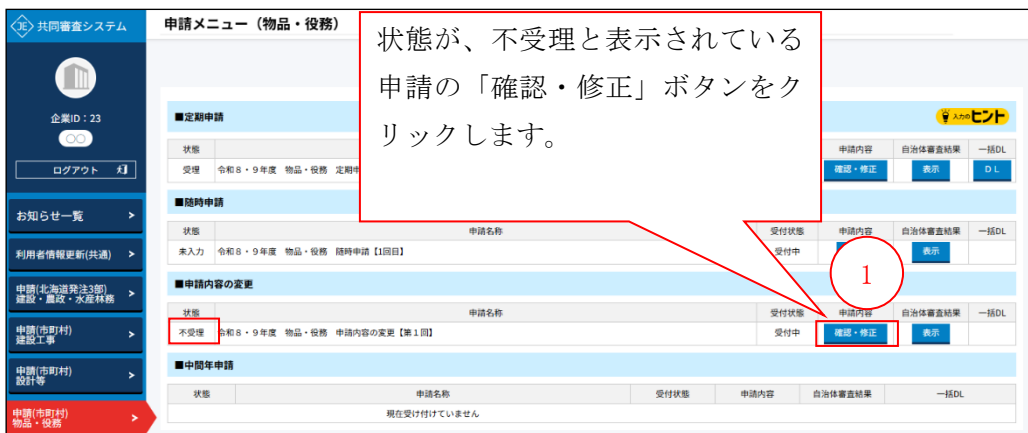 JE 共同審査システム
申請メニュー（物品・役務）
状態が、不受理と表示されている
申請の「確認・修正」ボタンをク
リックします。
企業ID：23
○○
ログアウト
お知らせ一覧 >
利用者情報更新(共通) >
申請(北海道発注3部)
建設・農政・水産林務 >
申請(市町村)
建設工事 >
申請(市町村)
設計等 >
申請(市町村)
物品・役務 >
■定期申請
入力のヒント
状態 申請内容 自治体審査結果 一括DL
受理 令和８・９年度 物品・役務 定期申 確認・修正 表示 ＤＬ
■随時申請
状態 申請名称 受付状態 申請内容 自治体審査結果 一括DL
未入力 令和８・９年度 物品・役務 随時申請【1回目】 受付中 表示
1
■申請内容の変更
状態 申請名称 受付状態 申請内容 自治体審査結果 一括DL
不受理 令和８・９年度 物品・役務 申請内容の変更【第１回】 受付中 確認・修正 表示
■中間年申請
状態 申請名称 受付状態 申請内容 自治体審査結果 一括DL
現在受け付けていません